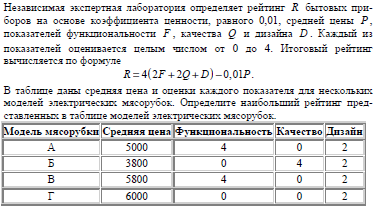 Независимая экспертная лаборатория определяет рейтинг R бытовых при-
боров на основе коэффициента ценности, равного 0,01, средней цены P,
показателей функциональности F, качества Q и дизайна D. Каждый из
показателей оценивается целым числом от 0 до 4. Итоговый рейтинг
вычисляется по формуле
R = 4(2F + 2Q + D) − 0,01P.
В таблице даны средняя цена и оценки каждого показателя для нескольких
моделей электрических мясорубок. Определите наибольший рейтинг пред-
ставленных в таблице моделей электрических мясорубок.
Модель мясорубки Средняя цена Функциональность Качество Дизайн
А 5000 4 0 2
Б 3800 0 4 2
В 5800 4 0 2
Г 6000 0 0 2